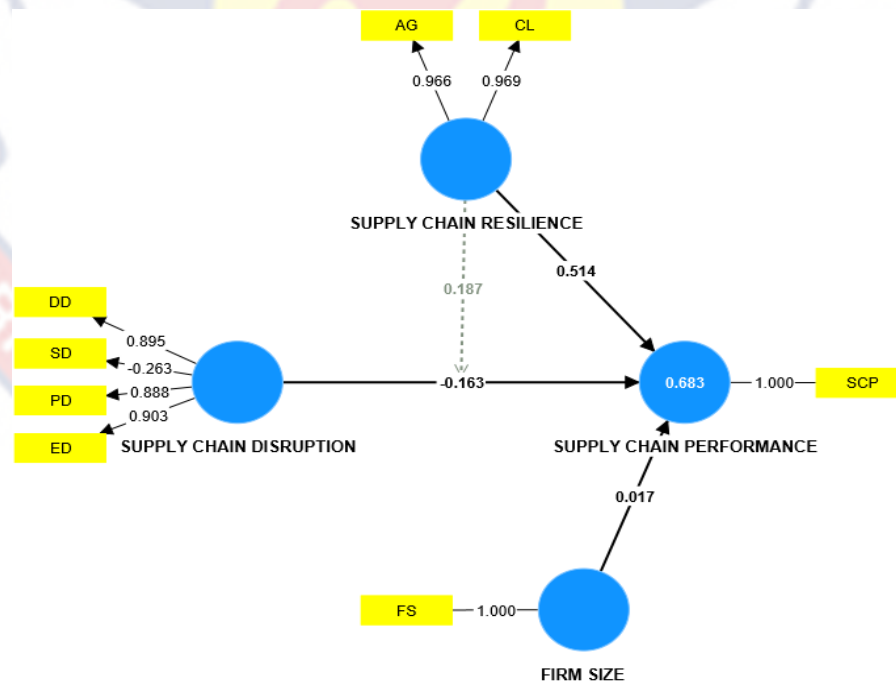 AG
CL
0.966
0.969
SUPPLY CHAIN RESILIENCE
0.514
0.187
DD
SD
PD
ED
0.895
-0.263
0.888
0.903
SUPPLY CHAIN DISRUPTION
-0.163
0.683
1.000
SCP
SUPPLY CHAIN PERFORMANCE
0.017
FS
1.000
FIRM SIZE